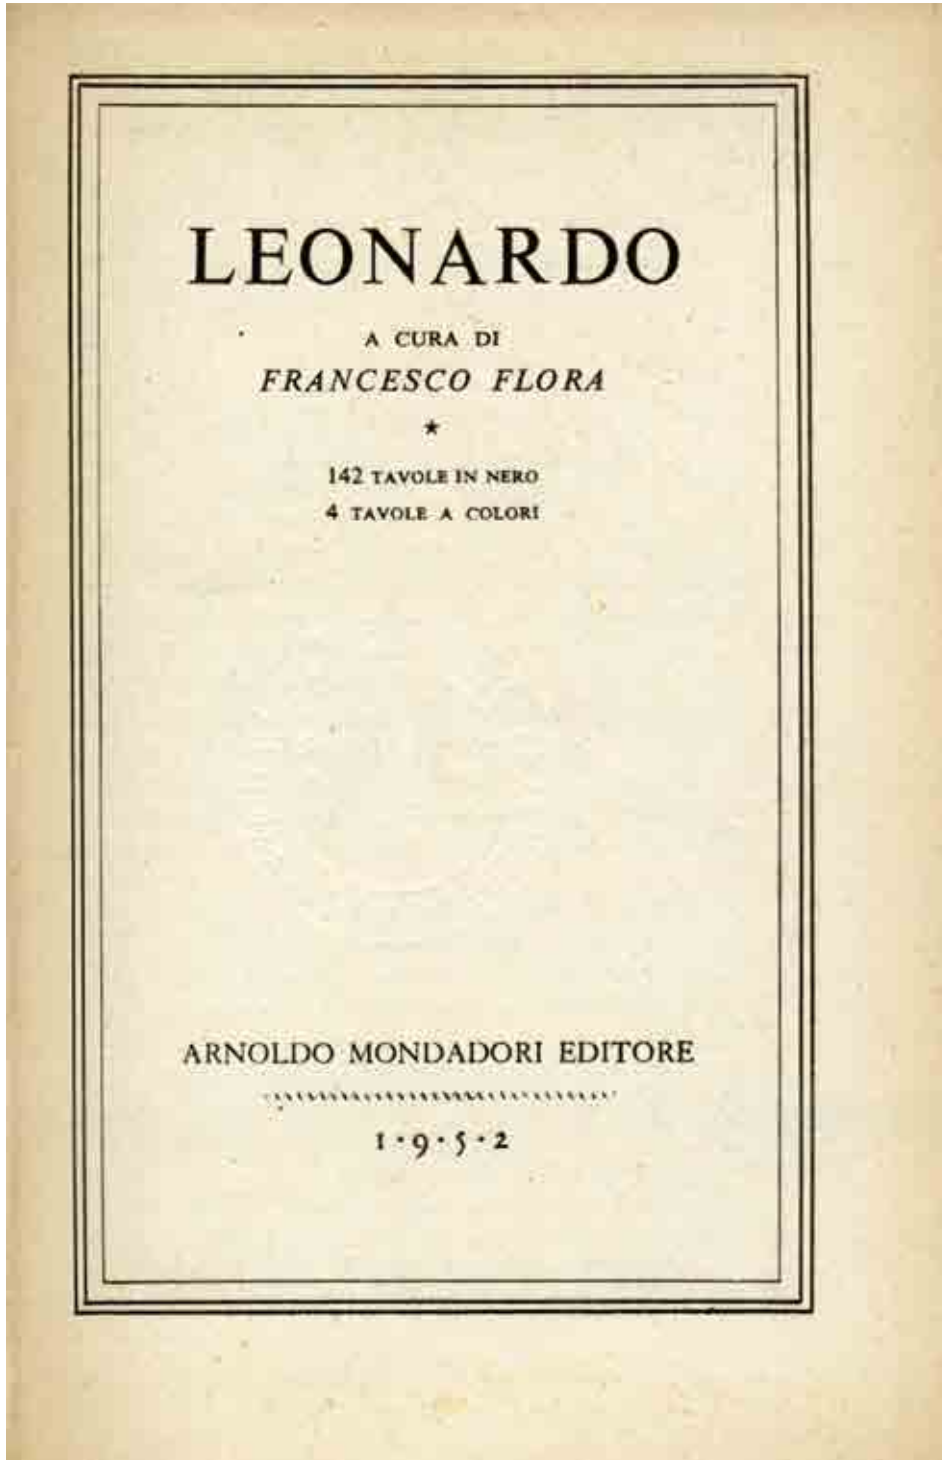 LEONARDO
A CURA DI
FRANCESCO FLORA
★
142 TAVOLE IN NERO
4 TAVOLE A COLORI
ARNOLDO MONDADORI EDITORE
1·9·5·2